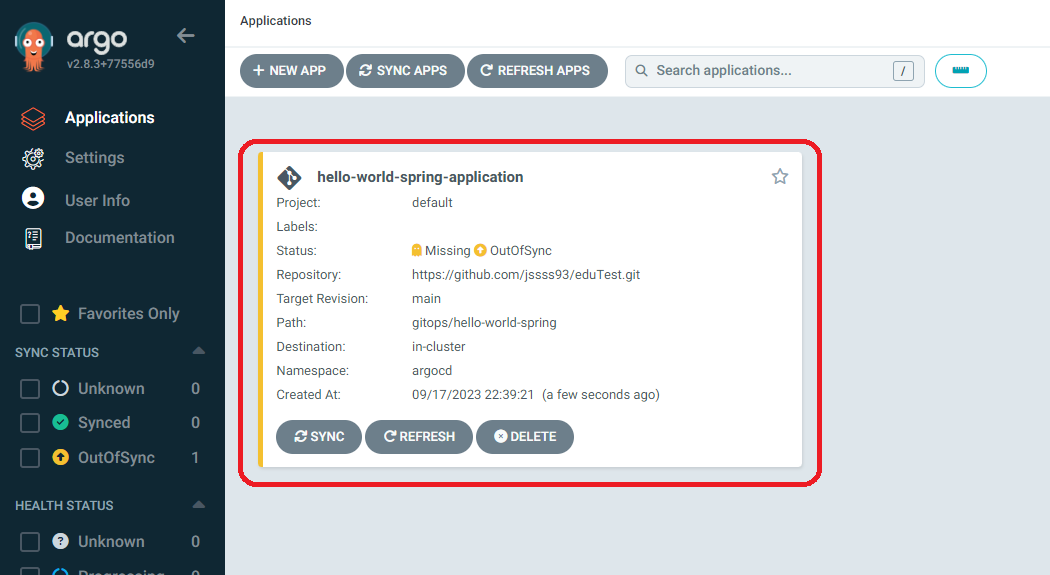 argo
v2.8.3+77556d9
Applications
Settings
User Info
Documentation
Favorites Only
SYNC STATUS
Unknown 0
Synced 0
OutOfSync 1
HEALTH STATUS
Unknown 0
Progressing 0
Applications
+ NEW APP SYNC APPS REFRESH APPS Search applications... /
hello-world-spring-application
Project: default
Labels:
Status: Missing OutOfSync
Repository: https://github.com/jssss93/eduTest.git
Target Revision: main
Path: gitops/hello-world-spring
Destination: in-cluster
Namespace: argocd
Created At: 09/17/2023 22:39:21 (a few seconds ago)
SYNC REFRESH DELETE